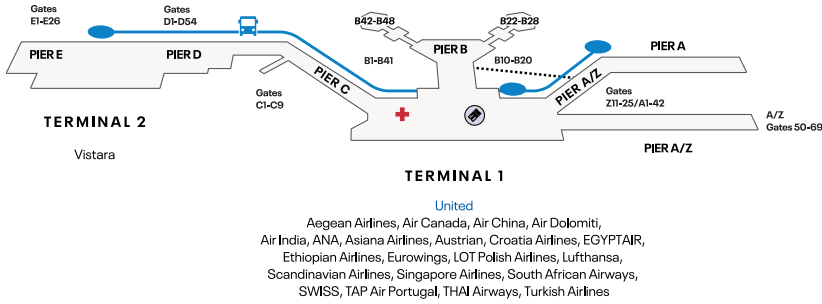 Gates
E1-E26
Gates
D1-D54
B42-B48
B22-B28
PIER E
PIER D
B1-B41
PIER B
B10-B20
PIER A
PIER C
PIER A/Z
Gates
C1-C9
Gates
Z11-25/A1-42
A/Z
Gates 50-69
TERMINAL 2
PIER A/Z
Vistara
TERMINAL 1
United
Aegean Airlines, Air Canada, Air China, Air Dolomiti,
Air India, ANA, Asiana Airlines, Austrian, Croatia Airlines, EGYPTAIR,
Ethiopian Airlines, Eurowings, LOT Polish Airlines, Lufthansa,
Scandinavian Airlines, Singapore Airlines, South African Airways,
SWISS, TAP Air Portugal, THAI Airways, Turkish Airlines